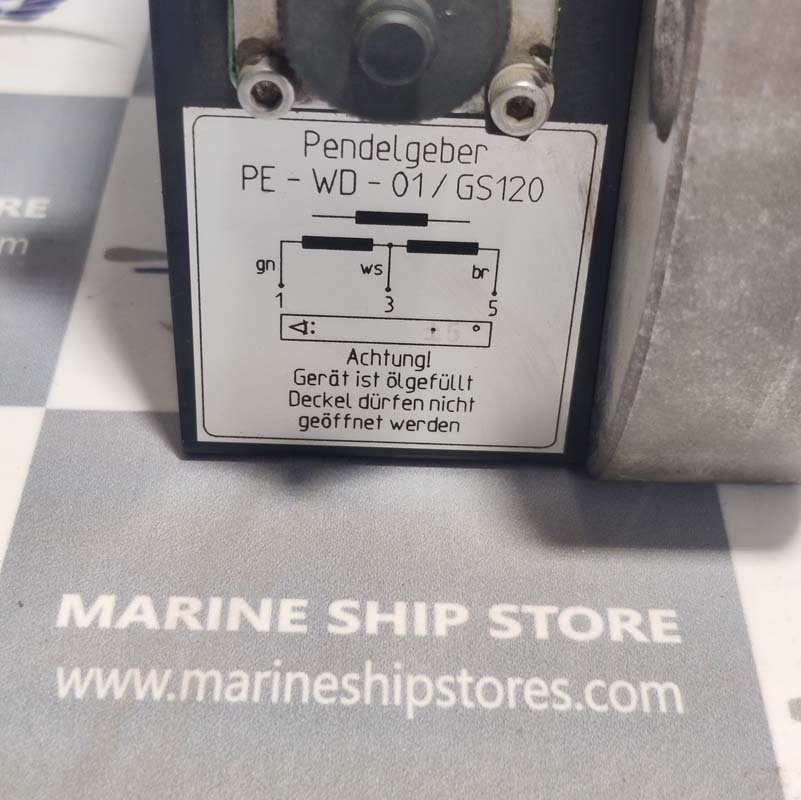 Pendelgeber
PE - WD - 01 / GS120
gn ws br
1 3 5
∢: °
Achtung!
Gerät ist ölgefüllt
Deckel dürfen nicht
geöffnet werden
RE
m
MARINE SHIP STORE
www.marineshipstores.com